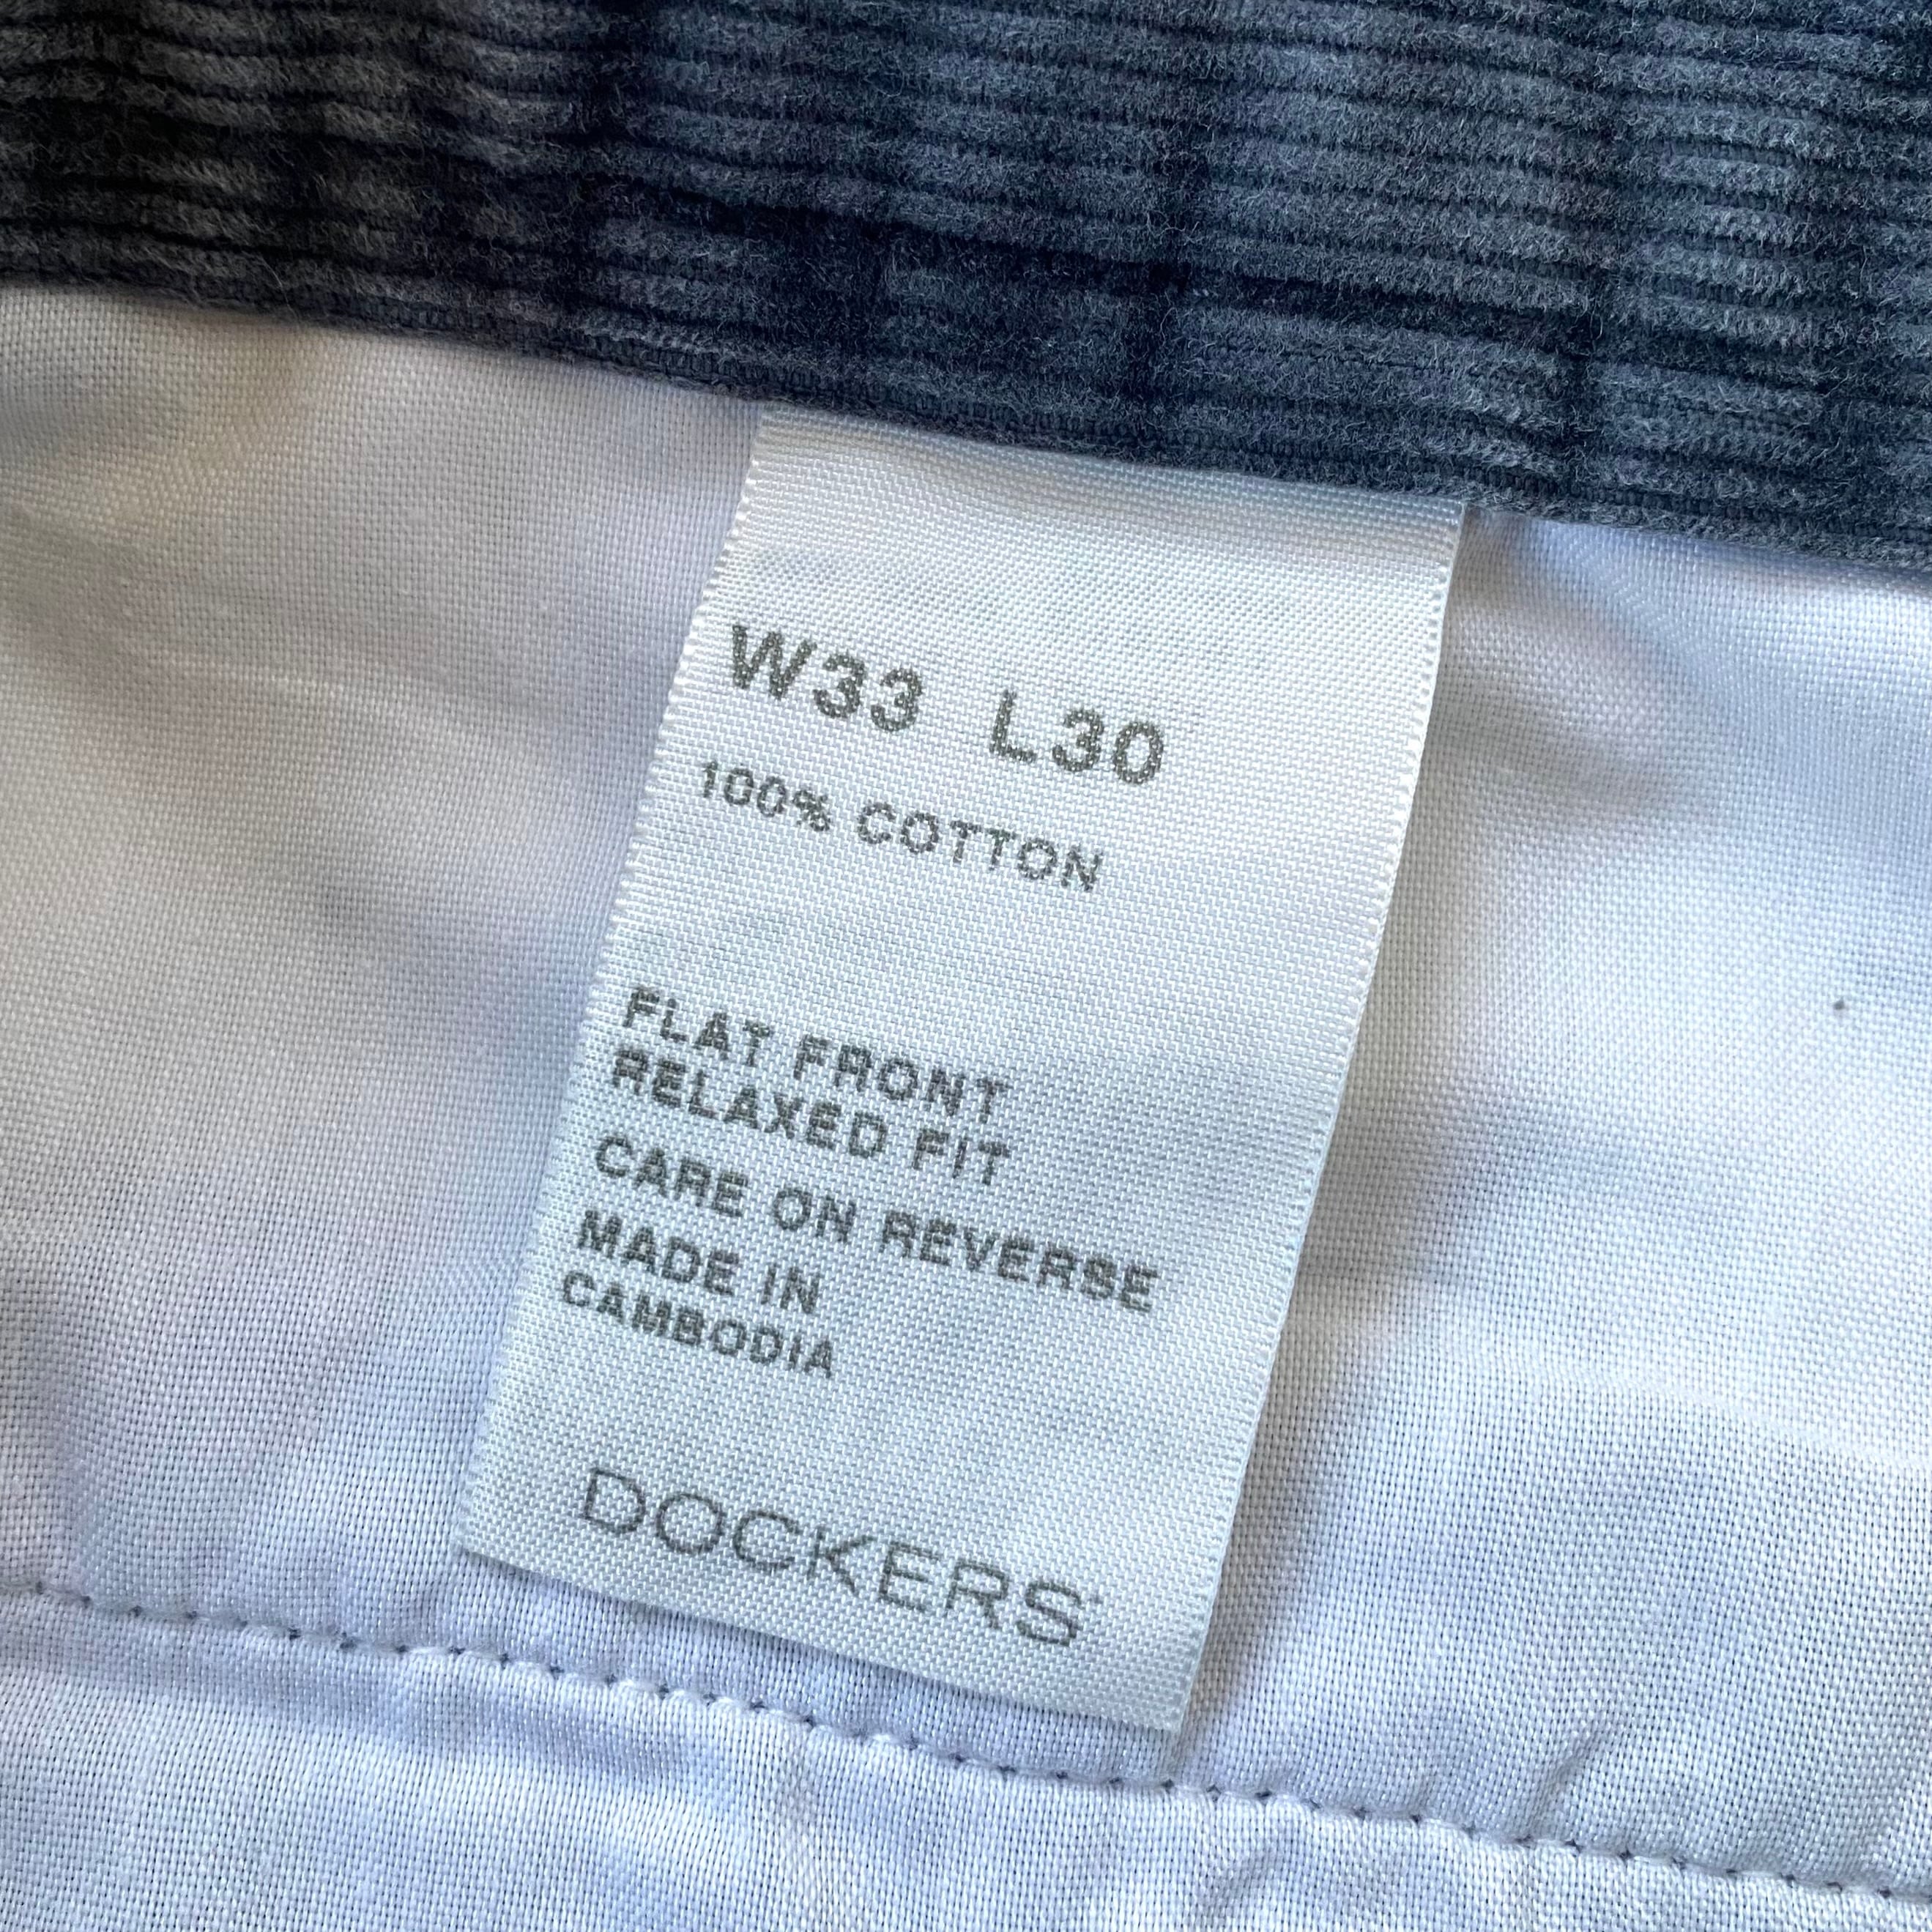 W33 L30
100% COTTON
FLAT FRONT
RELAXED FIT
CARE ON REVERSE
MADE IN
CAMBODIA
DOCKERS